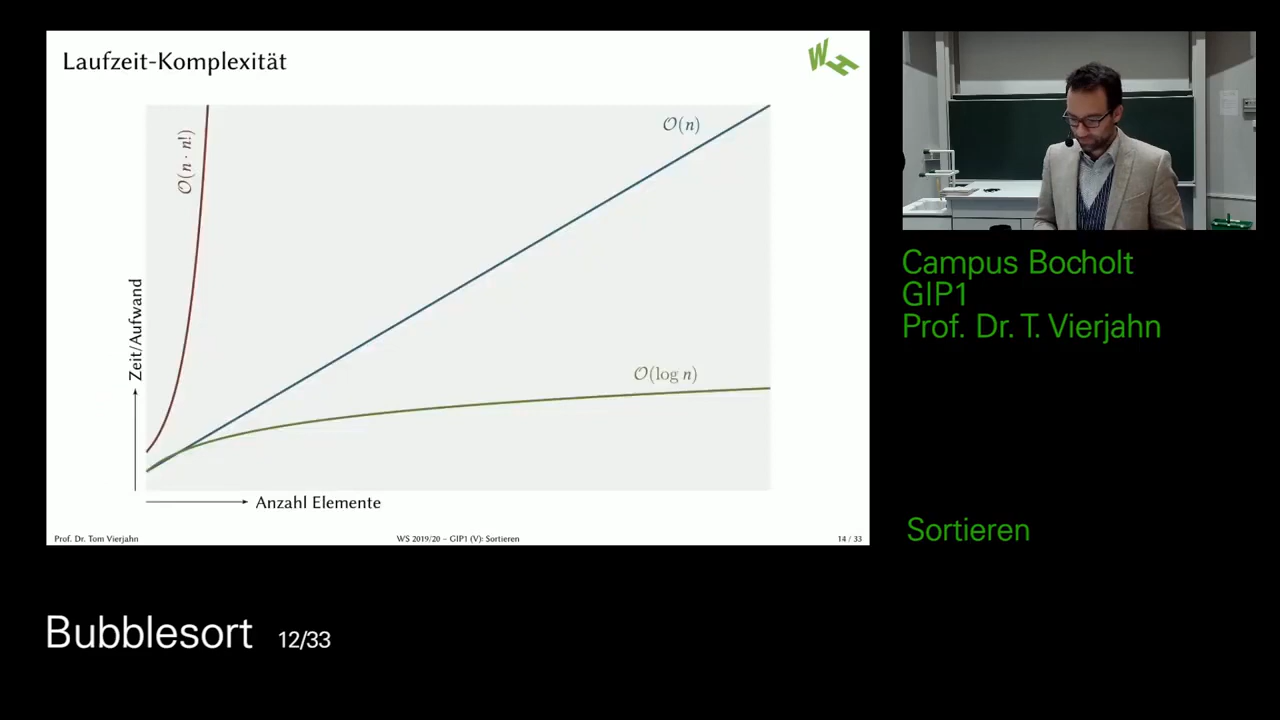 Laufzeit-Komplexität
WH
O(n · n!)
O(n)
O(log n)
Zeit/Aufwand
Anzahl Elemente
Prof. Dr. Tom Vierjahn
WS 2019/20 – GIP1 (V): Sortieren
14 / 33
Campus Bocholt
GIP1
Prof. Dr. T. Vierjahn
Sortieren
Bubblesort 12/33